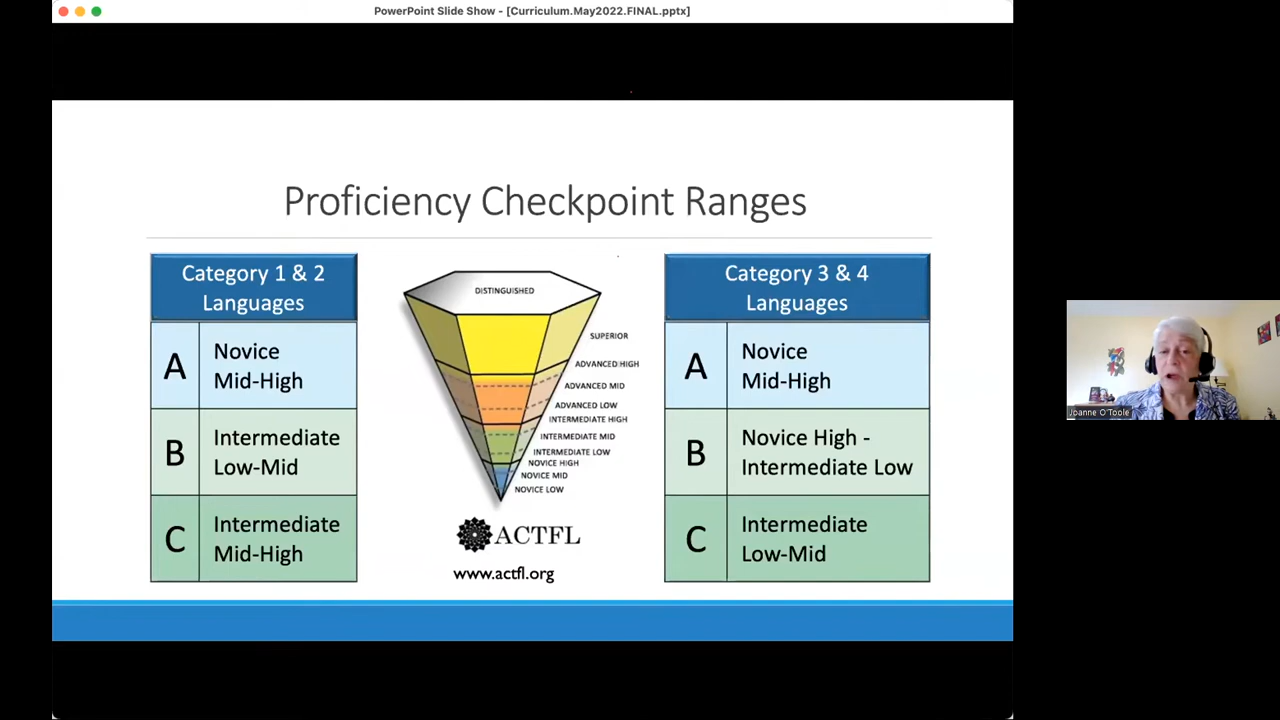 PowerPoint Slide Show - [Curriculum.May2022.FINAL.pptx]
Proficiency Checkpoint Ranges
Category 1 & 2
Languages
A
Novice
Mid-High
B
Intermediate
Low-Mid
C
Intermediate
Mid-High
DISTINGUISHED
SUPERIOR
ADVANCED HIGH
ADVANCED MID
ADVANCED LOW
INTERMEDIATE HIGH
INTERMEDIATE MID
INTERMEDIATE LOW
NOVICE HIGH
NOVICE MID
NOVICE LOW
ACTFL
www.actfl.org
Category 3 & 4
Languages
A
Novice
Mid-High
B
Novice High -
Intermediate Low
C
Intermediate
Low-Mid
Joanne O'Toole